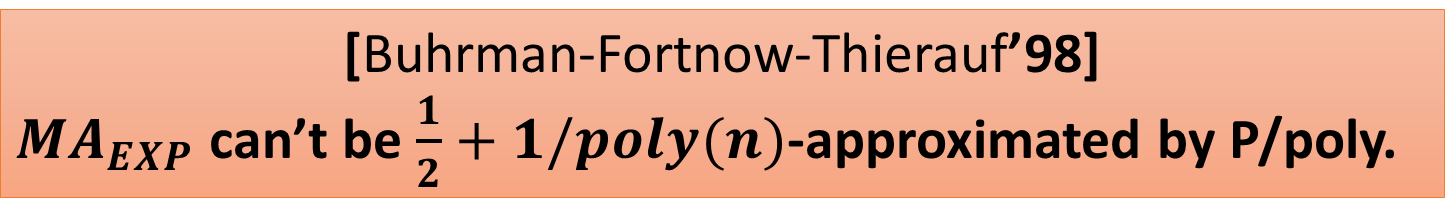 [Buhrman-Fortnow-Thierauf’98]
MA_EXP can’t be 1/2 + 1/poly(n)-approximated by P/poly.